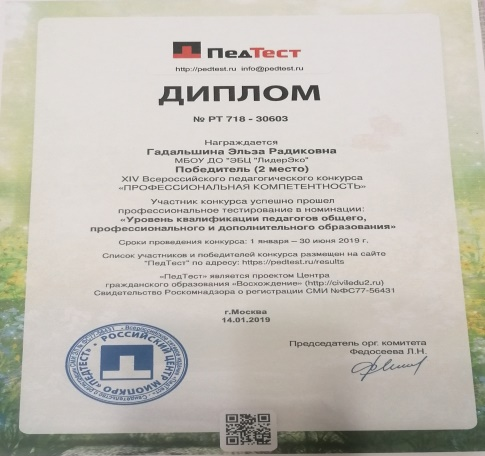 ПедТест
http://pedtest.ru info@pedtest.ru
ДИПЛОМ
№ РТ 718 - 30603
Награждается
Гадальшина Эльза Радиковна
МБОУ ДО "ЭБЦ "ЛидерЭко"
Победитель (2 место)
XIV Всероссийского педагогического конкурса
«ПРОФЕССИОНАЛЬНАЯ КОМПЕТЕНТНОСТЬ»
Участник конкурса успешно прошел
профессиональное тестирование в номинации:
«Уровень квалификации педагогов общего,
профессионального и дополнительного образования»
Сроки проведения конкурса: 1 января – 30 июня 2019 г.
Список участников и победителей конкурса размещен на сайте
"ПедТест" по адресу: https://pedtest.ru/results
«ПедТест» является проектом Центра
гражданского образования «Восхождение» (http://civiledu2.ru)
Свидетельство Роскомнадзора о регистрации СМИ №ФС77-56431
г.Москва
14.01.2019
Председатель орг. комитета
Федосеева Л.Н.
РОССИЙСКИЙ ЦЕНТР МИОПКРО «ПЕДТЕСТ»